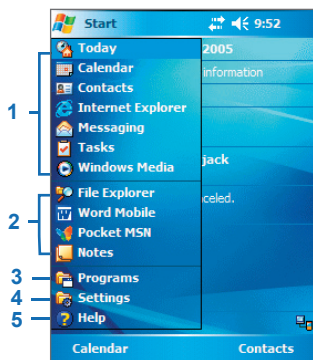 Start 9:52
Today
2005
Calendar
information
Contacts
1
Internet Explorer
Messaging
Tasks
jack
Windows Media
File Explorer
celed.
2
Word Mobile
Pocket MSN
Notes
3
Programs
4
Settings
5
Help
Calendar Contacts